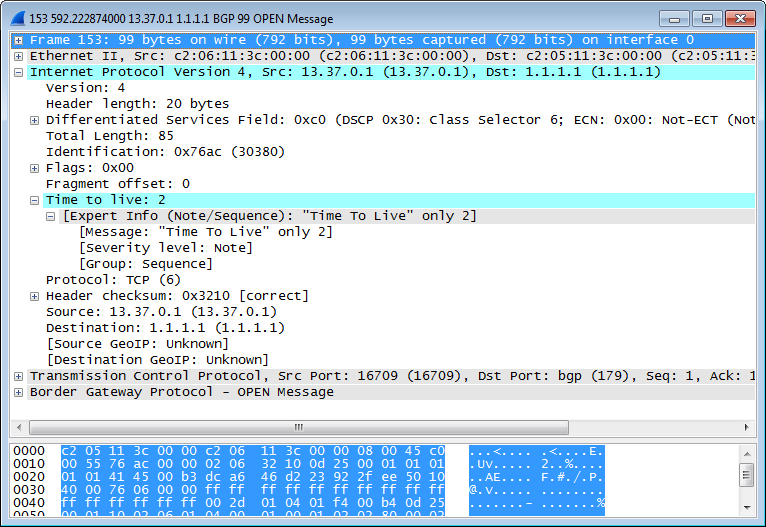 153 592.222874000 13.37.0.1 1.1.1.1 BGP 99 OPEN Message
Frame 153: 99 bytes on wire (792 bits), 99 bytes captured (792 bits) on interface 0
Ethernet II, Src: c2:06:11:3c:00:00 (c2:06:11:3c:00:00), Dst: c2:05:11:3c:00:00 (c2:05:11:3
Internet Protocol Version 4, Src: 13.37.0.1 (13.37.0.1), Dst: 1.1.1.1 (1.1.1.1)
Version: 4
Header length: 20 bytes
Differentiated Services Field: 0xc0 (DSCP 0x30: Class Selector 6; ECN: 0x00: Not-ECT (Not
Total Length: 85
Identification: 0x76ac (30380)
Flags: 0x00
Fragment offset: 0
Time to live: 2
[Expert Info (Note/Sequence): "Time To Live" only 2]
[Message: "Time To Live" only 2]
[Severity level: Note]
[Group: Sequence]
Protocol: TCP (6)
Header checksum: 0x3210 [correct]
Source: 13.37.0.1 (13.37.0.1)
Destination: 1.1.1.1 (1.1.1.1)
[Source GeoIP: Unknown]
[Destination GeoIP: Unknown]
Transmission Control Protocol, Src Port: 16709 (16709), Dst Port: bgp (179), Seq: 1, Ack: 1
Border Gateway Protocol - OPEN Message
0000 c2 05 11 3c 00 00 c2 06 11 3c 00 00 08 00 45 c0 ...<.... .<....E.
0010 00 55 76 ac 00 00 02 06 32 10 0d 25 00 01 01 01 .Uv..... 2..%....
0020 01 01 41 45 00 b3 dc a6 46 d2 23 92 2f ee 50 10 ..AE.... F.#./.P.
0030 40 00 76 06 00 00 ff ff ff ff ff ff ff ff ff ff @.v..... ........
0040 ff ff ff ff ff ff 00 2d 01 04 01 f4 00 b4 0d 25 .......- .......%